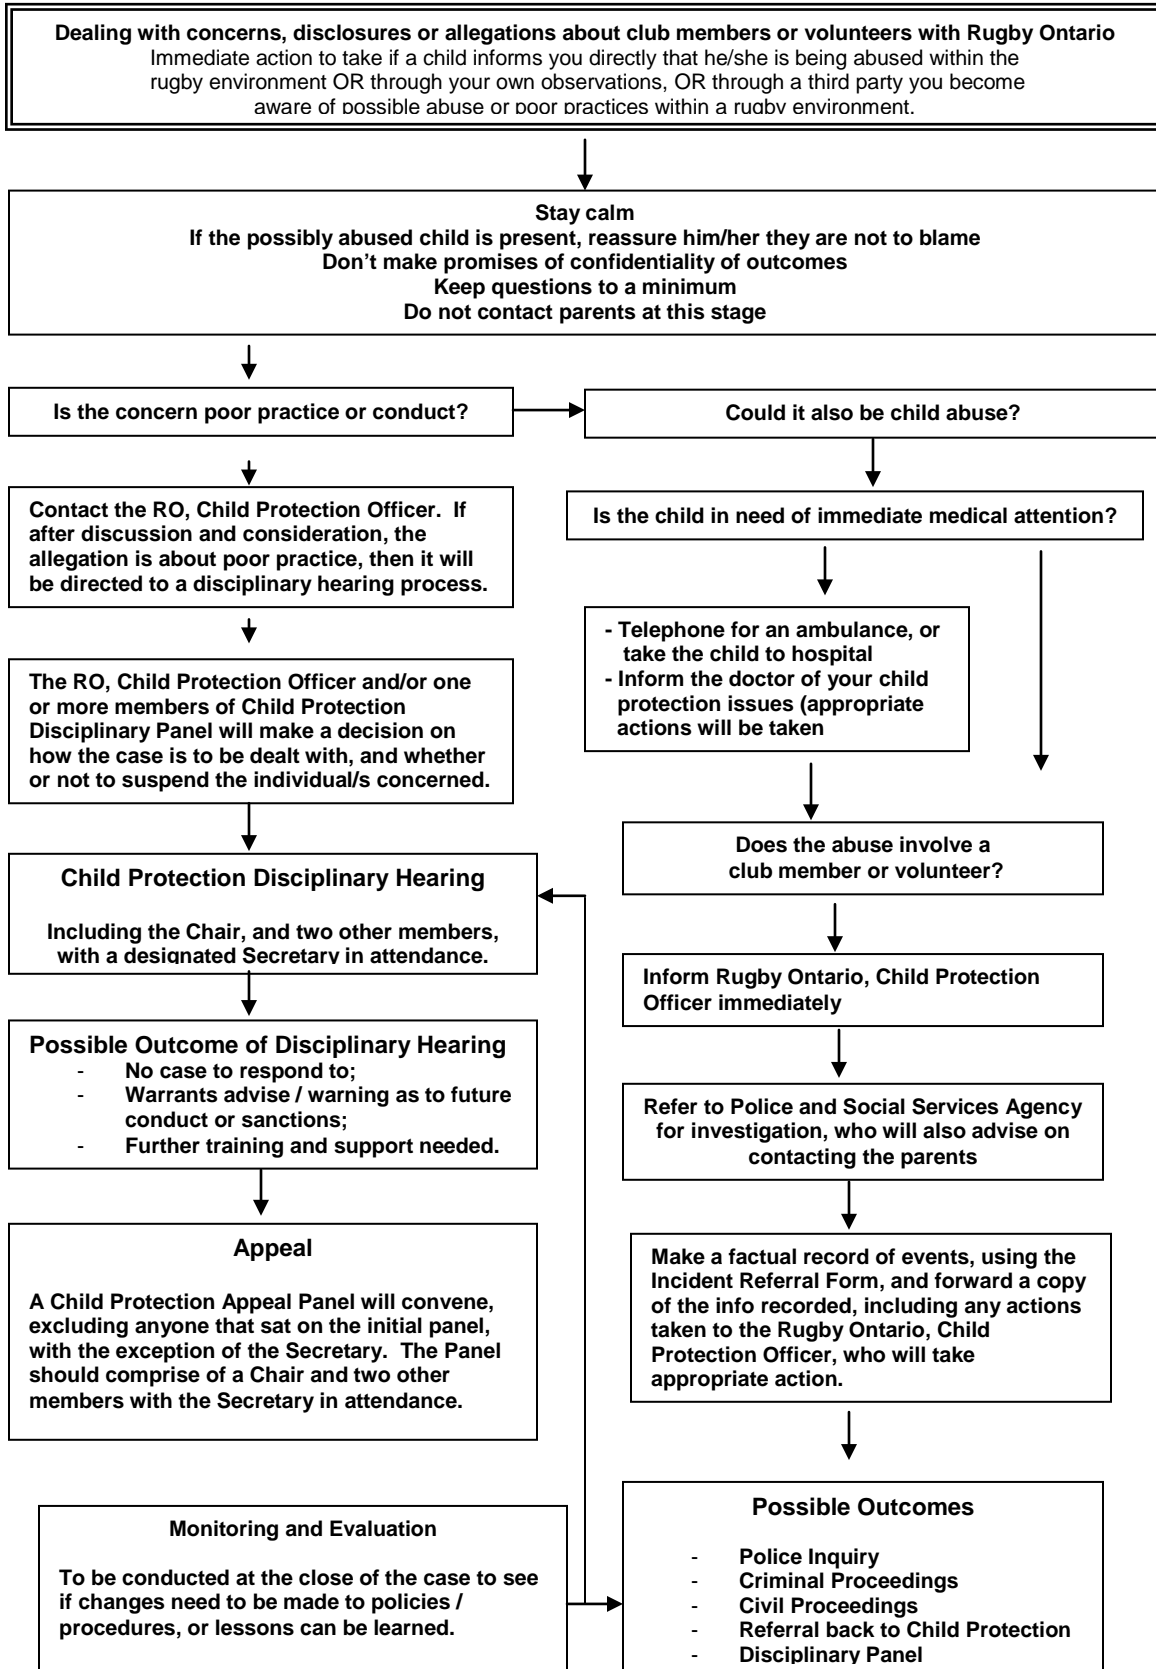 Dealing with concerns, disclosures or allegations about club members or volunteers with Rugby Ontario
Immediate action to take if a child informs you directly that he/she is being abused within the
rugby environment OR through your own observations, OR through a third party you become
aware of possible abuse or poor practices within a rugby environment.
Stay calm
If the possibly abused child is present, reassure him/her they are not to blame
Don't make promises of confidentiality of outcomes
Keep questions to a minimum
Do not contact parents at this stage
Is the concern poor practice or conduct?
Could it also be child abuse?
Contact the RO, Child Protection Officer. If
after discussion and consideration, the
allegation is about poor practice, then it will
be directed to a disciplinary hearing process.
Is the child in need of immediate medical attention?
- Telephone for an ambulance, or
take the child to hospital
- Inform the doctor of your child
protection issues (appropriate
actions will be taken
The RO, Child Protection Officer and/or one
or more members of Child Protection
Disciplinary Panel will make a decision on
how the case is to be dealt with, and whether
or not to suspend the individual/s concerned.
Does the abuse involve a
club member or volunteer?
Child Protection Disciplinary Hearing
Including the Chair, and two other members,
with a designated Secretary in attendance.
Inform Rugby Ontario, Child Protection
Officer immediately
Possible Outcome of Disciplinary Hearing
- No case to respond to;
- Warrants advise / warning as to future
conduct or sanctions;
- Further training and support needed.
Refer to Police and Social Services Agency
for investigation, who will also advise on
contacting the parents
Appeal
A Child Protection Appeal Panel will convene,
excluding anyone that sat on the initial panel,
with the exception of the Secretary. The Panel
should comprise of a Chair and two other
members with the Secretary in attendance.
Make a factual record of events, using the
Incident Referral Form, and forward a copy
of the info recorded, including any actions
taken to the Rugby Ontario, Child
Protection Officer, who will take
appropriate action.
Monitoring and Evaluation
To be conducted at the close of the case to see
if changes need to be made to policies /
procedures, or lessons can be learned.
Possible Outcomes
- Police Inquiry
- Criminal Proceedings
- Civil Proceedings
- Referral back to Child Protection
- Disciplinary Panel